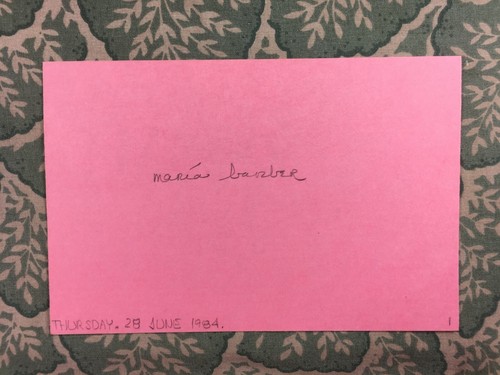 maría barber
THURSDAY. 28 JUNE 1984.
1